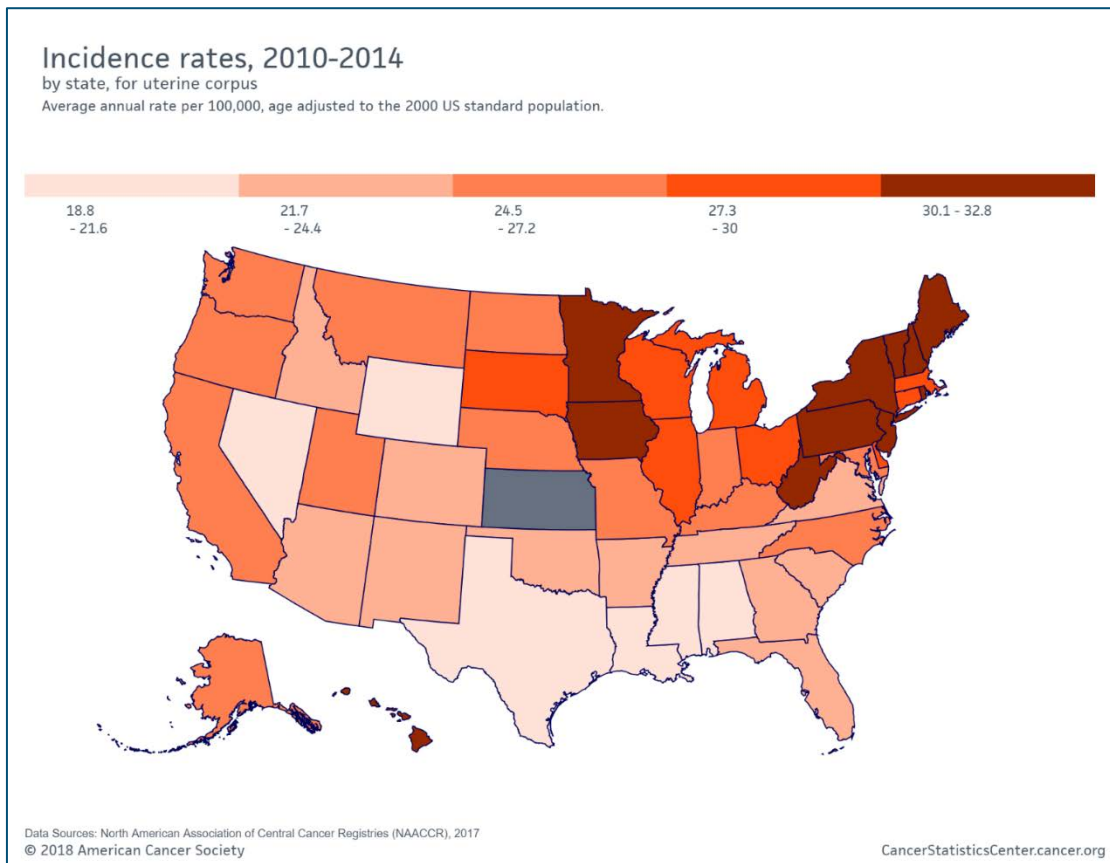 Incidence rates, 2010-2014
by state, for uterine corpus
Average annual rate per 100,000, age adjusted to the 2000 US standard population.
18.8 21.7 24.5 27.3 30.1 - 32.8
- 21.6 - 24.4 - 27.2 - 30
Data Sources: North American Association of Central Cancer Registries (NAACCR), 2017
© 2018 American Cancer Society CancerStatisticsCenter.cancer.org